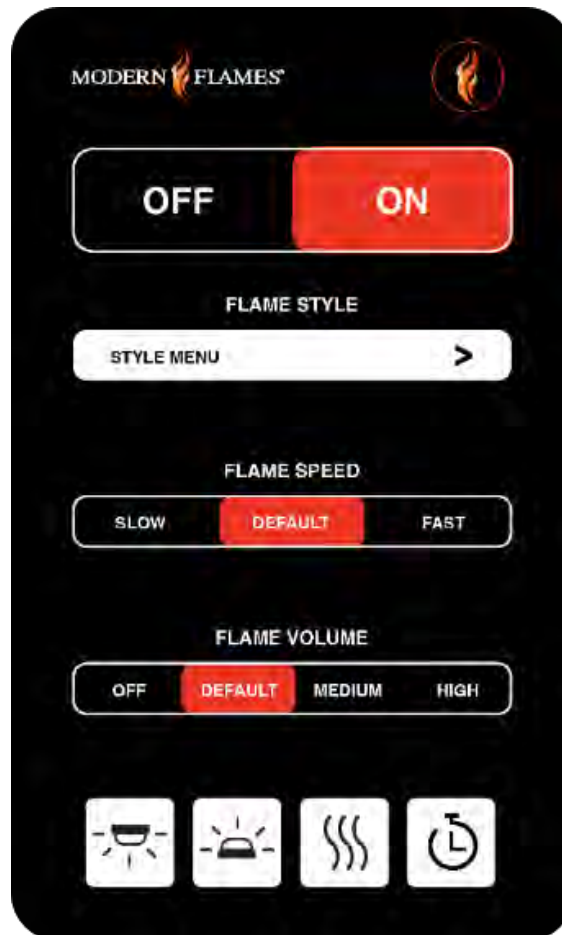 MODERN FLAMES®
OFF ON
FLAME STYLE
STYLE MENU >
FLAME SPEED
SLOW DEFAULT FAST
FLAME VOLUME
OFF DEFAULT MEDIUM HIGH